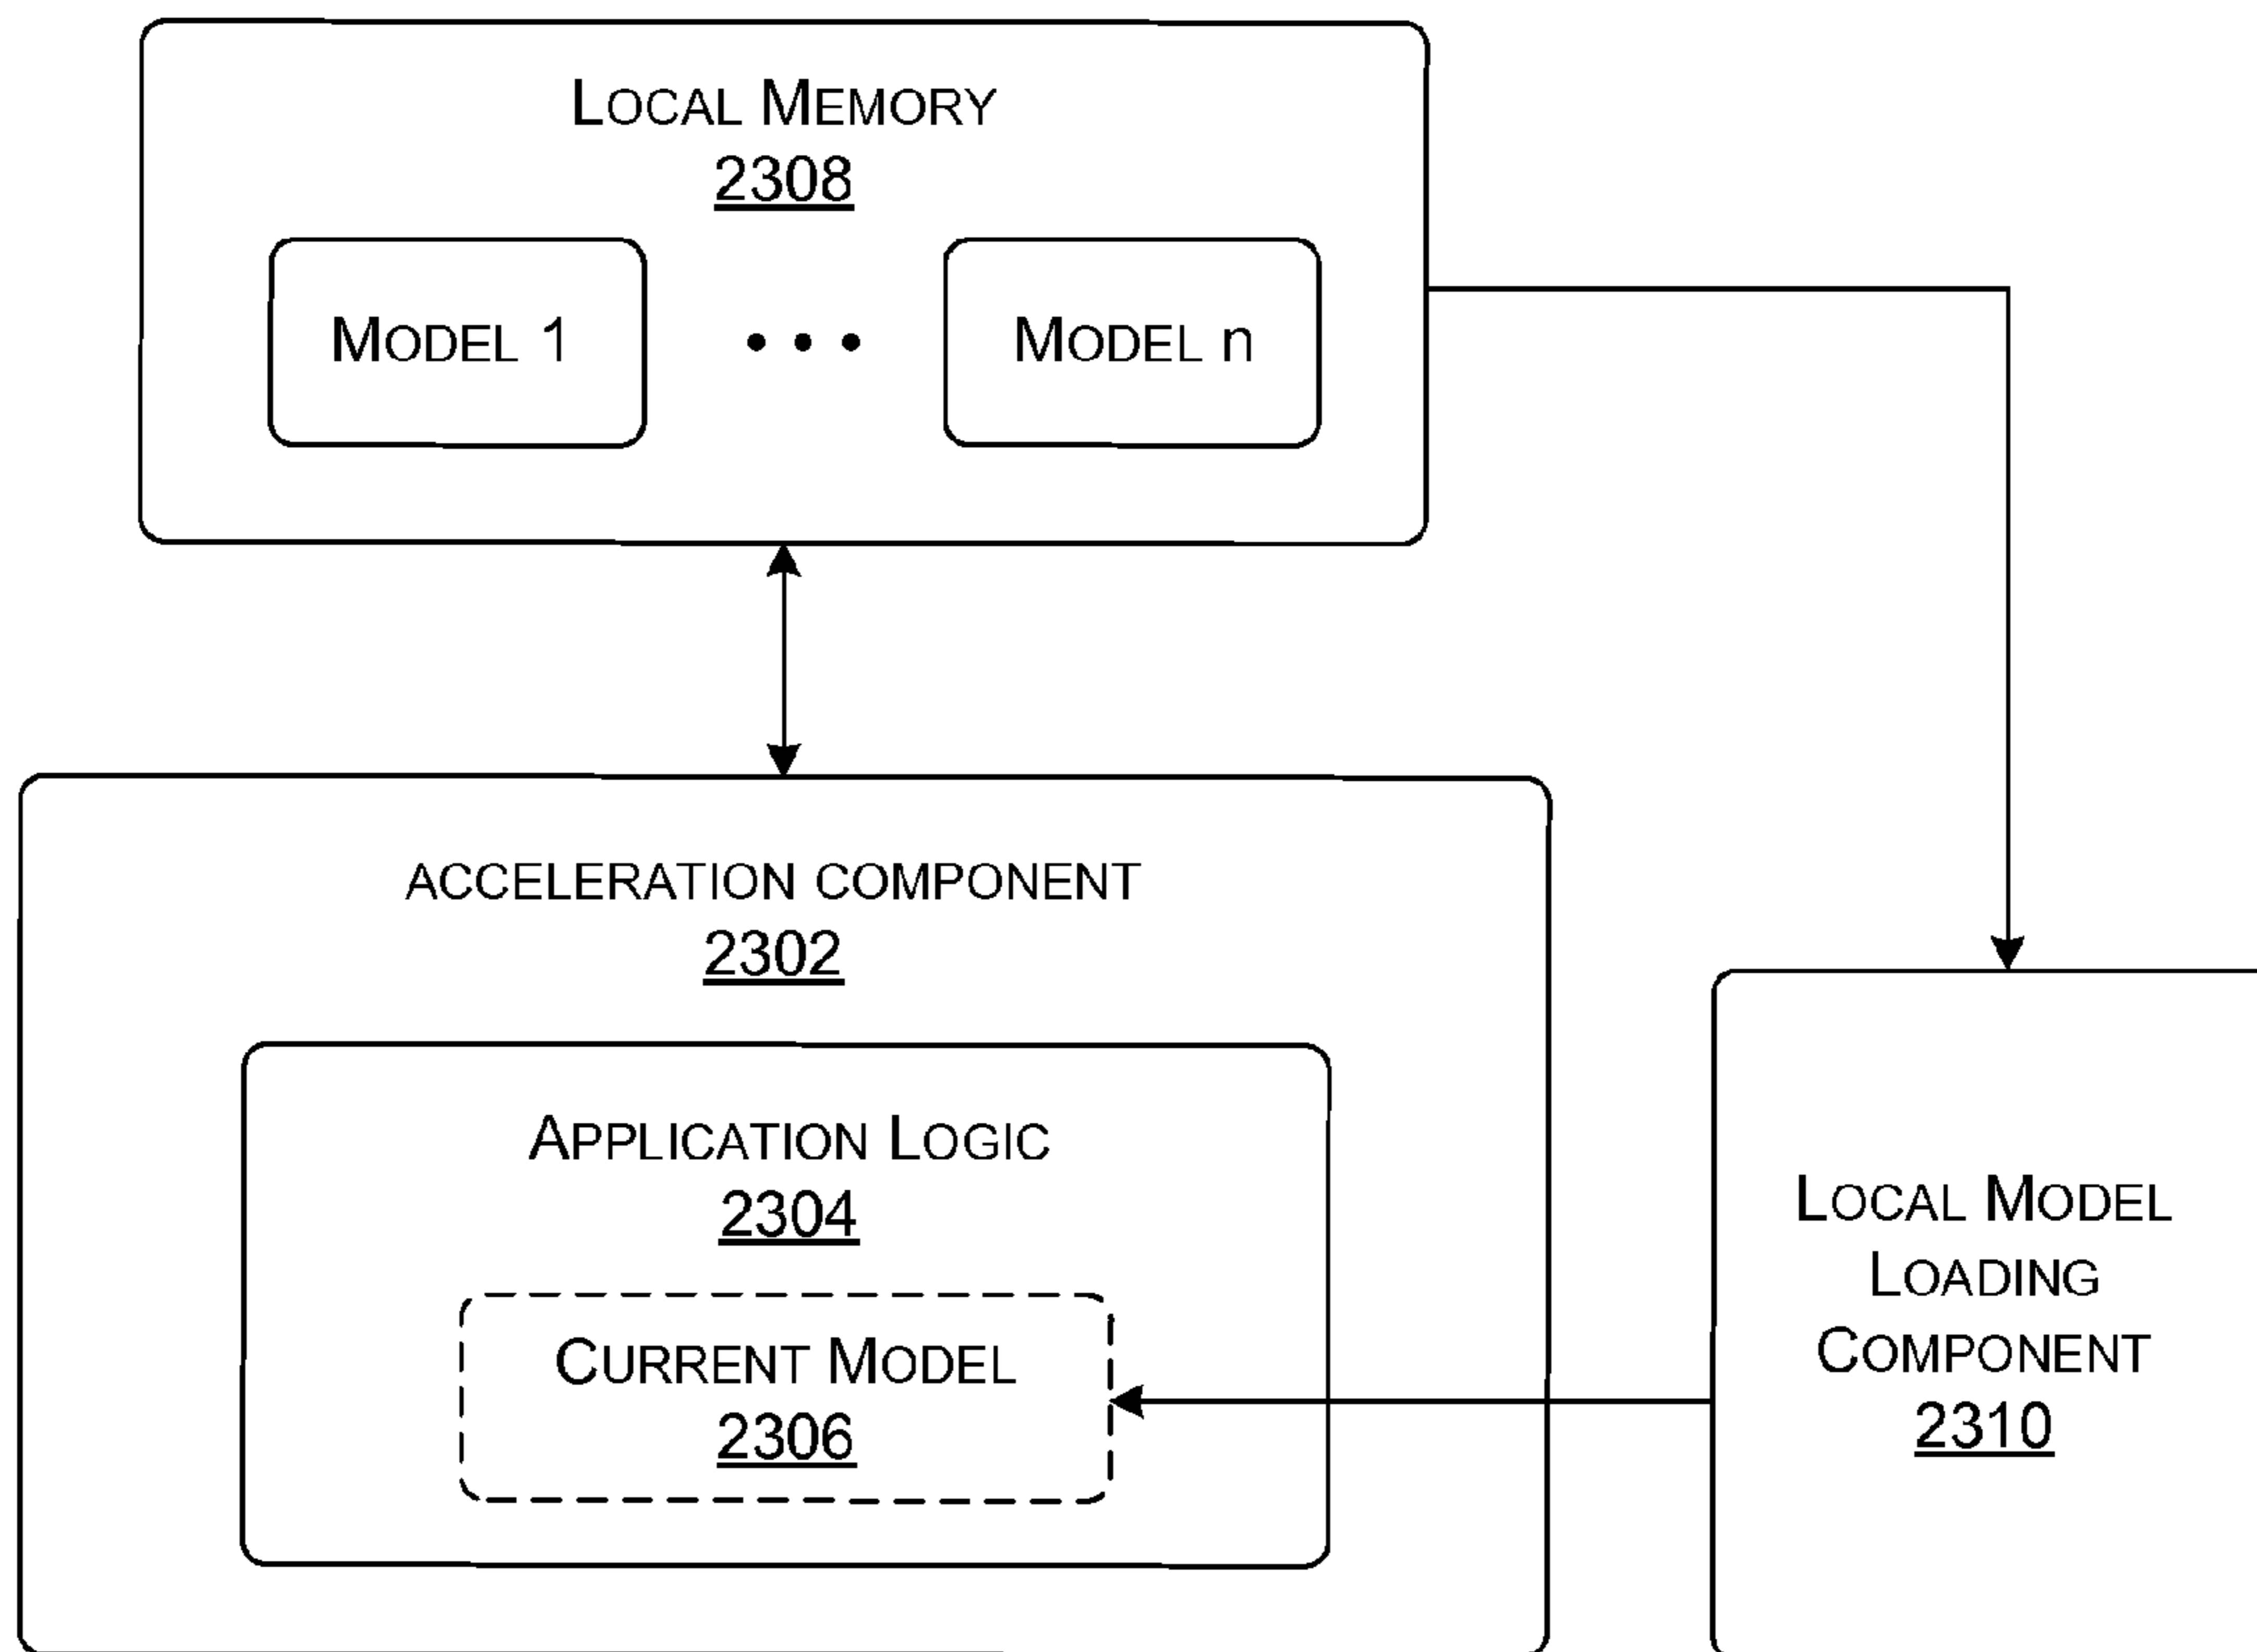 LOCAL MEMORY
2308
MODEL 1 • • • MODEL n
ACCELERATION COMPONENT
2302
APPLICATION LOGIC
2304
CURRENT MODEL
2306
LOCAL MODEL
LOADING
COMPONENT
2310